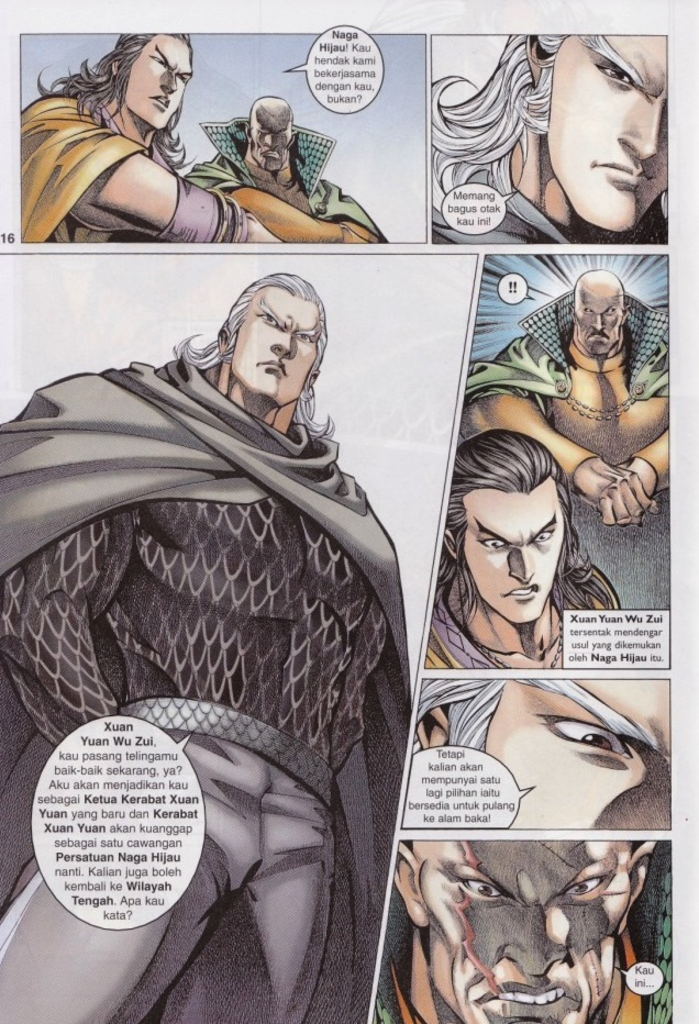 Naga
Hijau! Kau
hendak kami
bekerjasama
dengan kau,
bukan?
Memang
bagus otak
kau ini!
16
!!
Xuan Yuan Wu Zui
tersentak mendengar
usul yang dikemukan
oleh Naga Hijau itu.
Xuan
Yuan Wu Zui,
kau pasang telingamu
baik-baik sekarang, ya?
Aku akan menjadikan kau
sebagai Ketua Kerabat Xuan
Yuan yang baru dan Kerabat
Xuan Yuan akan kuanggap
sebagai satu cawangan
Persatuan Naga Hijau
nanti. Kalian juga boleh
kembali ke Wilayah
Tengah. Apa kau
kata?
Tetapi
kalian akan
mempunyai satu
lagi pilihan iaitu
bersedia untuk pulang
ke alam baka!
Kau
ini...